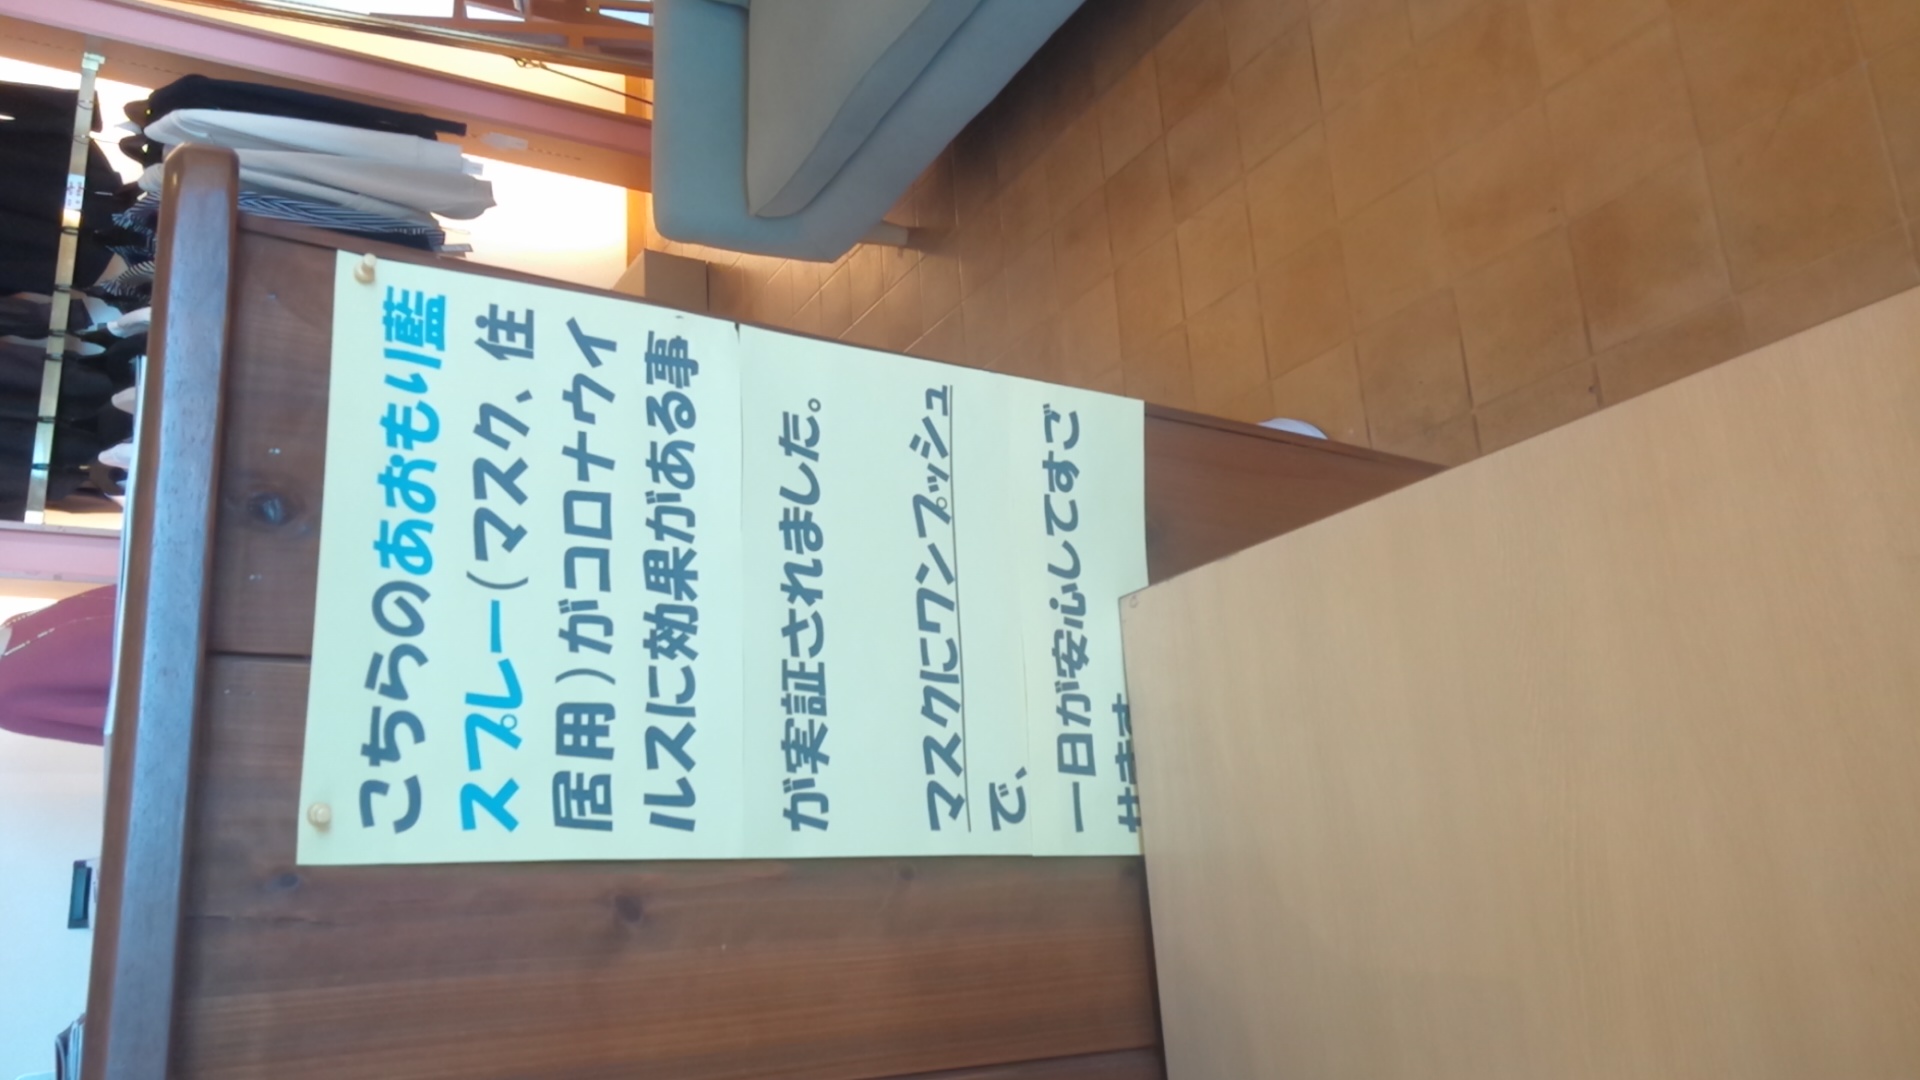 こちらのあおもり藍
スプレー(マスク、住
居用)がコロナウイ
ルスに効果がある事
が実証されました。
マスクにワンプッシュ
で、
一日が安心してすご
せます